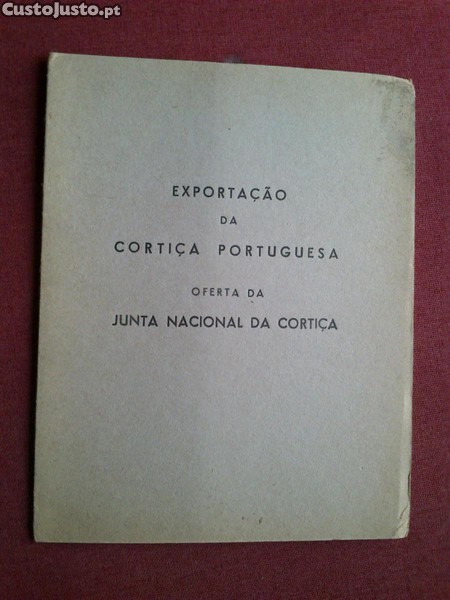 CustoJusto.pt
EXPORTAÇÃO
DA
CORTIÇA PORTUGUESA
OFERTA DA
JUNTA NACIONAL DA CORTIÇA